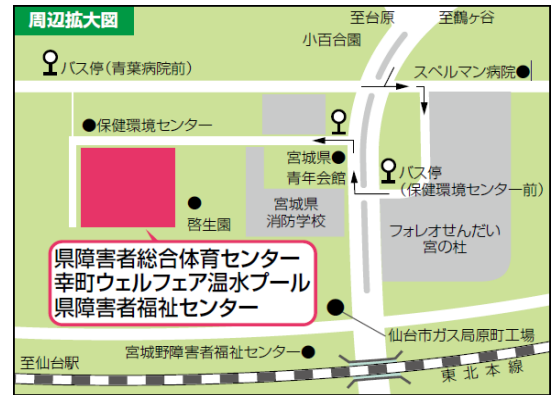 周辺拡大図
至台原
至鶴ケ谷
小百合園
バス停(青葉病院前)
スペルマン病院
保健環境センター
宮城県
青年会館
バス停
(保健環境センター前)
啓生園
宮城県
消防学校
フォレオせんだい
宮の杜
県障害者総合体育センター
幸町ウェルフェア温水プール
県障害者福祉センター
仙台市ガス局原町工場
宮城野障害者福祉センター
至仙台駅
東北本線